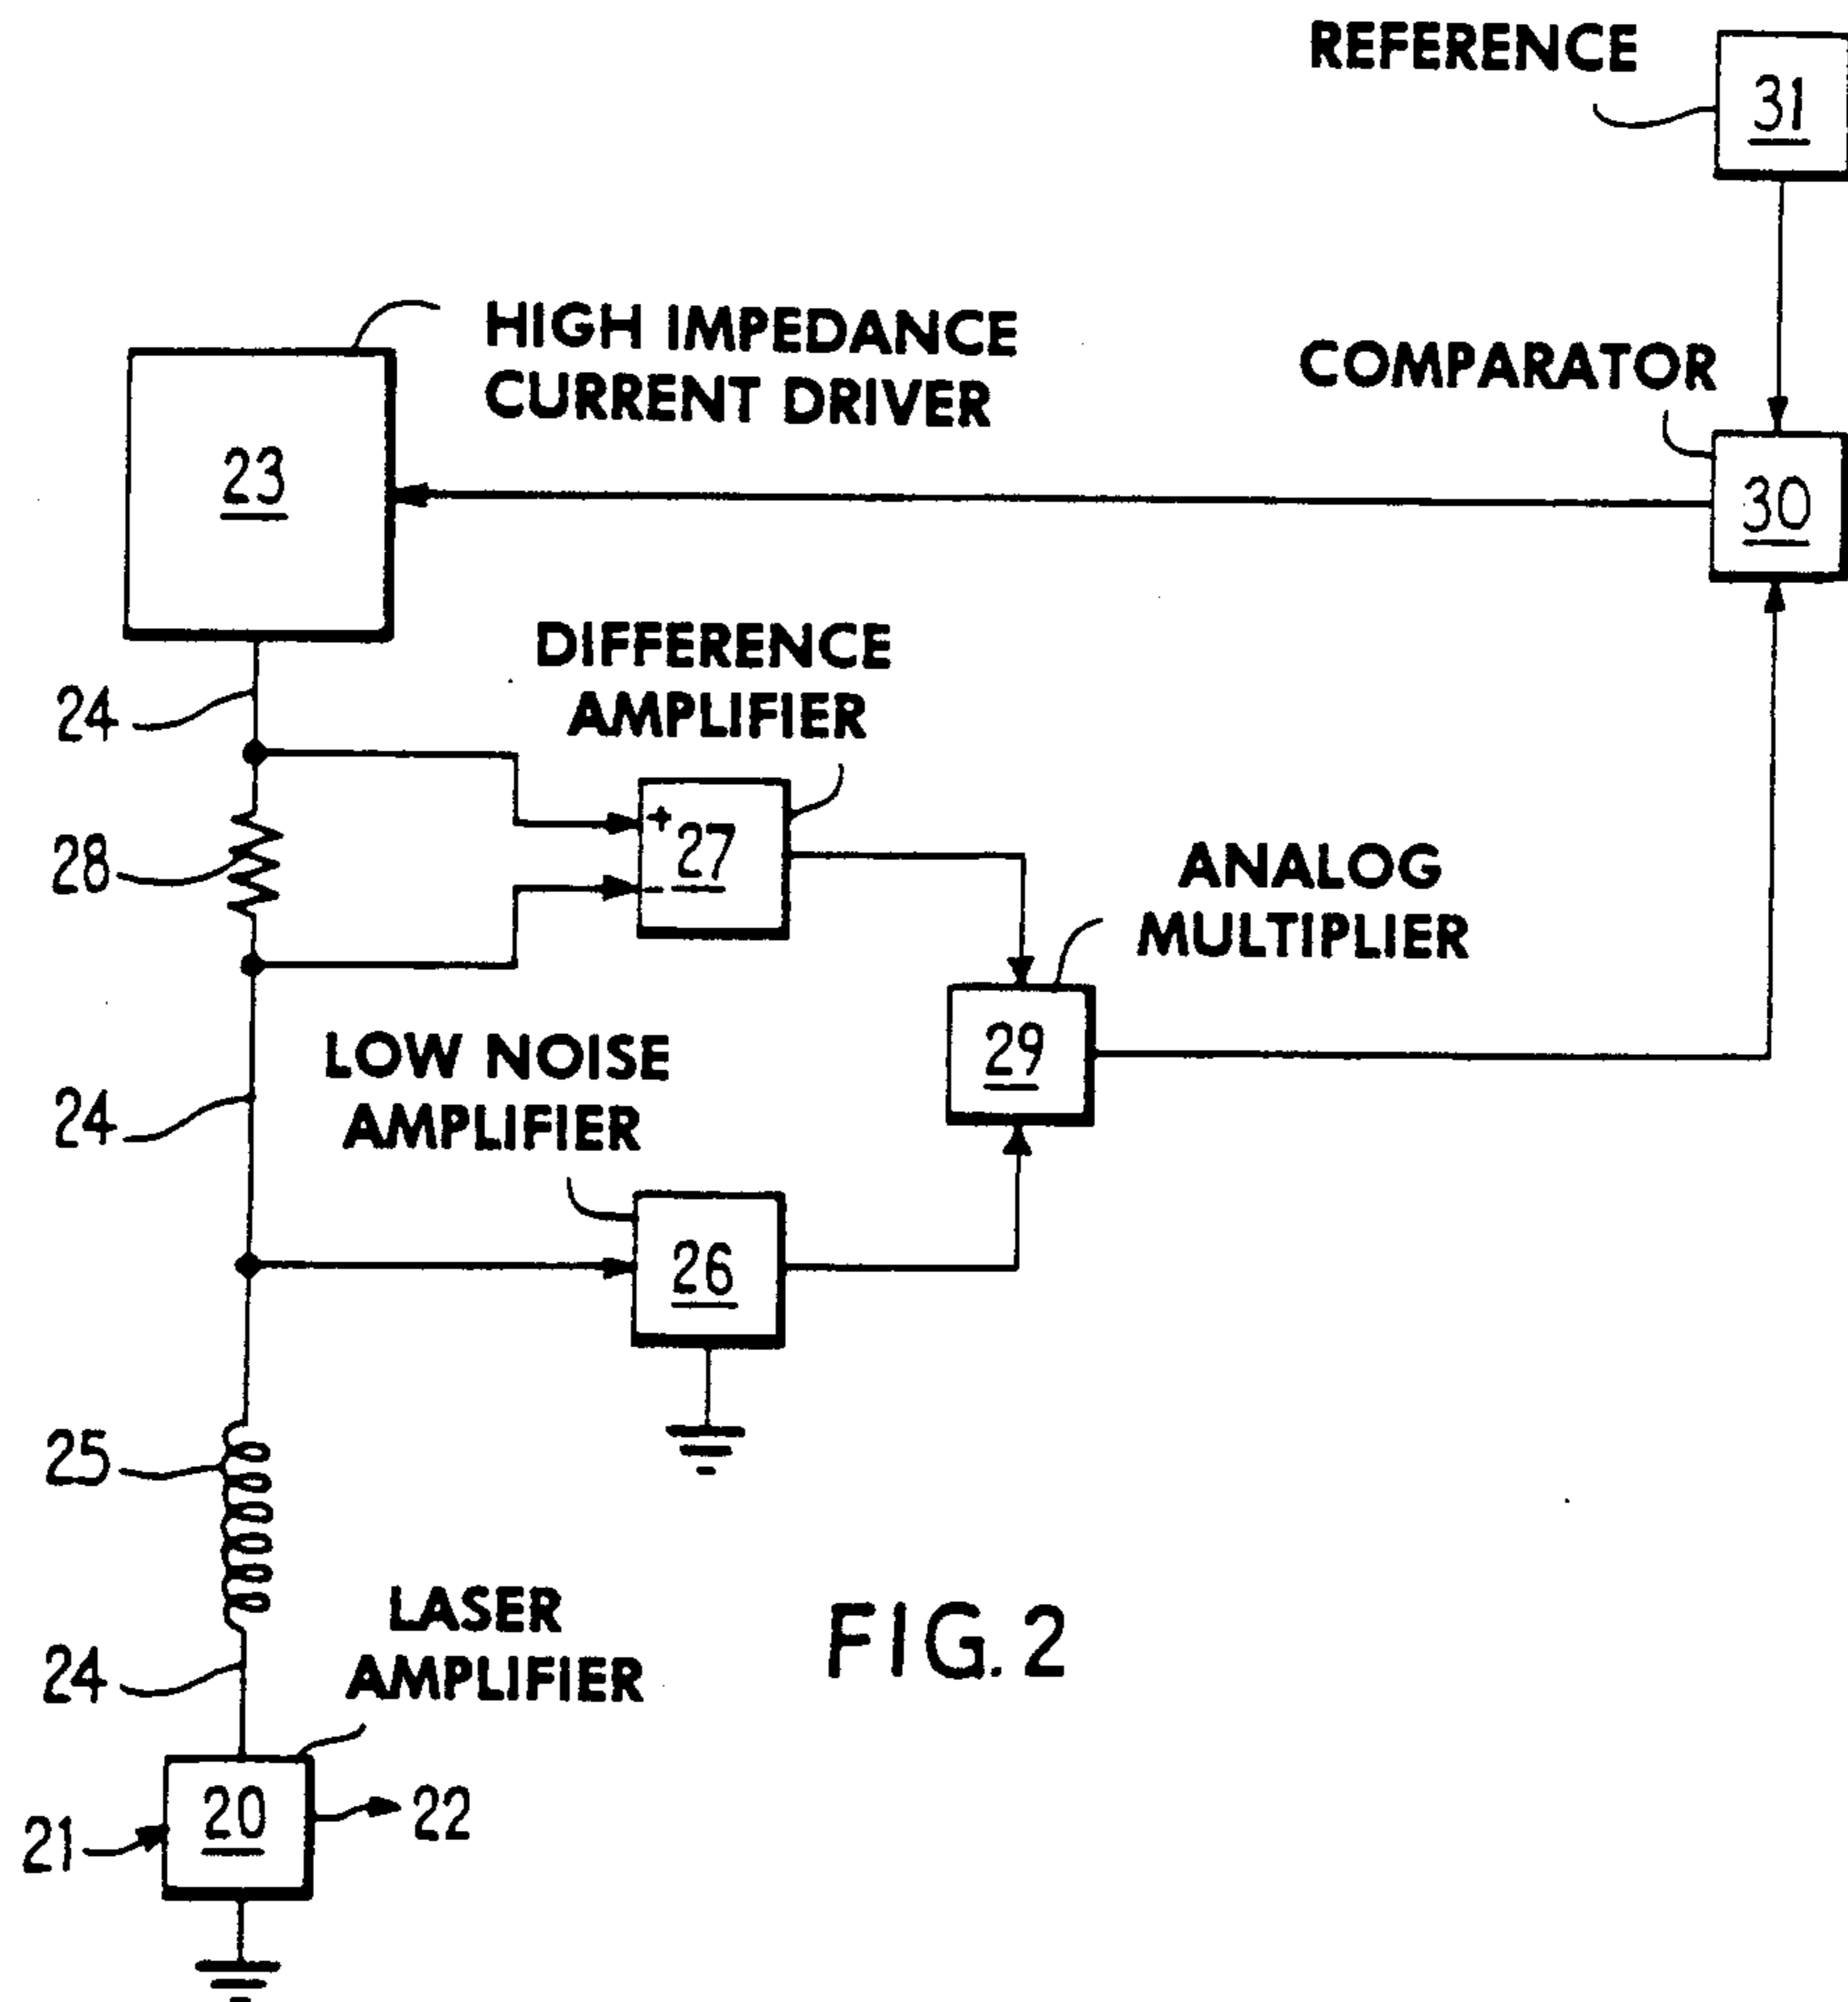 REFERENCE
31
HIGH IMPEDANCE
CURRENT DRIVER
COMPARATOR
23
30
DIFFERENCE
AMPLIFIER
24
+
27
-
28
ANALOG
MULTIPLIER
29
LOW NOISE
AMPLIFIER
24
26
25
LASER
AMPLIFIER
24
FIG. 2
20
22
21